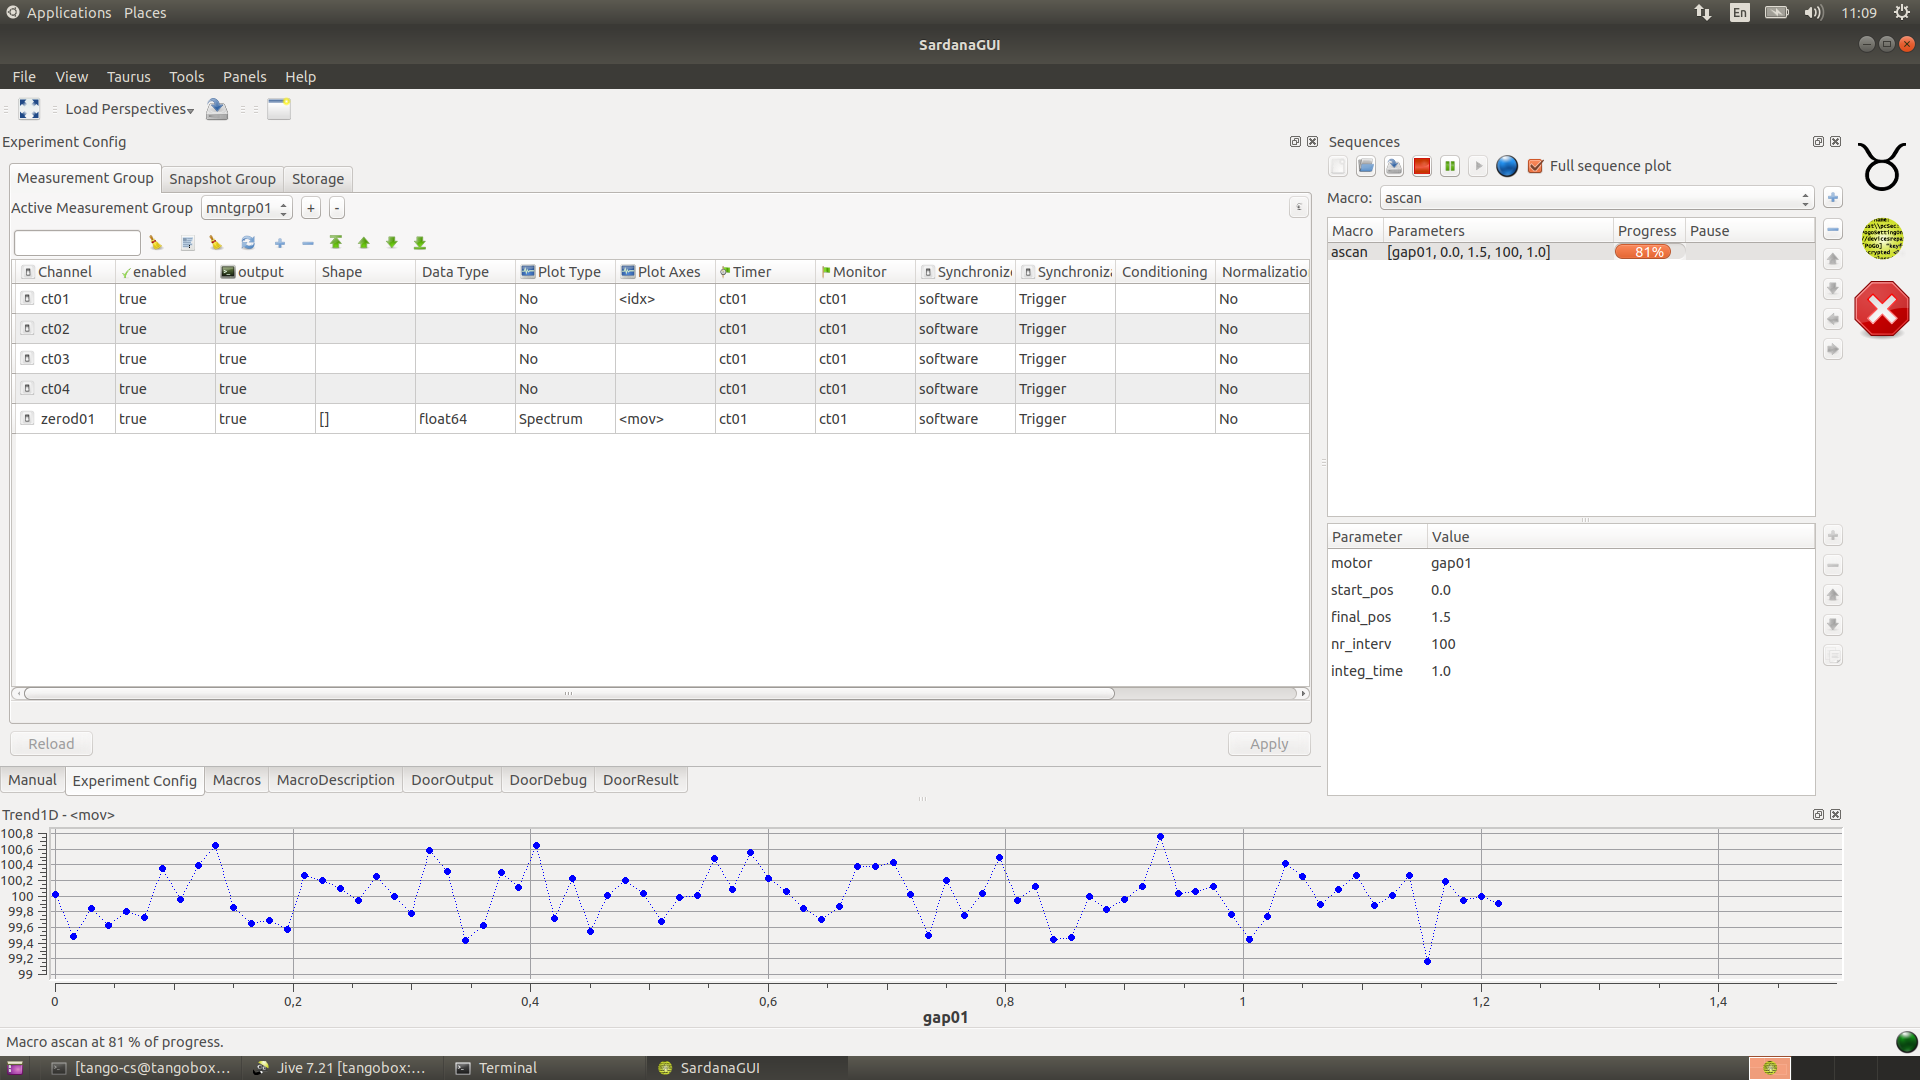 Applications Places En 11:09
SardanaGUI
File View Taurus Tools Panels Help
Load Perspectives
Experiment Config
Measurement Group Snapshot Group Storage
Active Measurement Group mntgrp01 + -
Channel enabled output Shape Data Type Plot Type Plot Axes Timer Monitor Synchroniz Synchroniza Conditioning Normalizatio
ct01 true true No <idx> ct01 ct01 software Trigger No
ct02 true true No ct01 ct01 software Trigger No
ct03 true true No ct01 ct01 software Trigger No
ct04 true true No ct01 ct01 software Trigger No
zerod01 true true [] float64 Spectrum <mov> ct01 ct01 software Trigger No
Reload Apply
Manual Experiment Config Macros MacroDescription DoorOutput DoorDebug DoorResult
Sequences
Full sequence plot
Macro: ascan
Macro Parameters Progress Pause
ascan [gap01, 0.0, 1.5, 100, 1.0] 81%
Parameter Value
motor gap01
start_pos 0.0
final_pos 1.5
nr_interv 100
integ_time 1.0
Trend1D - <mov>
100,8
100,6
100,4
100,2
100
99,8
99,6
99,4
99,2
99
0 0,2 0,4 0,6 0,8 1 1,2 1,4
gap01
Macro ascan at 81 % of progress.
[tango-cs@tangobox... Jive 7.21 [tangobox:... Terminal SardanaGUI